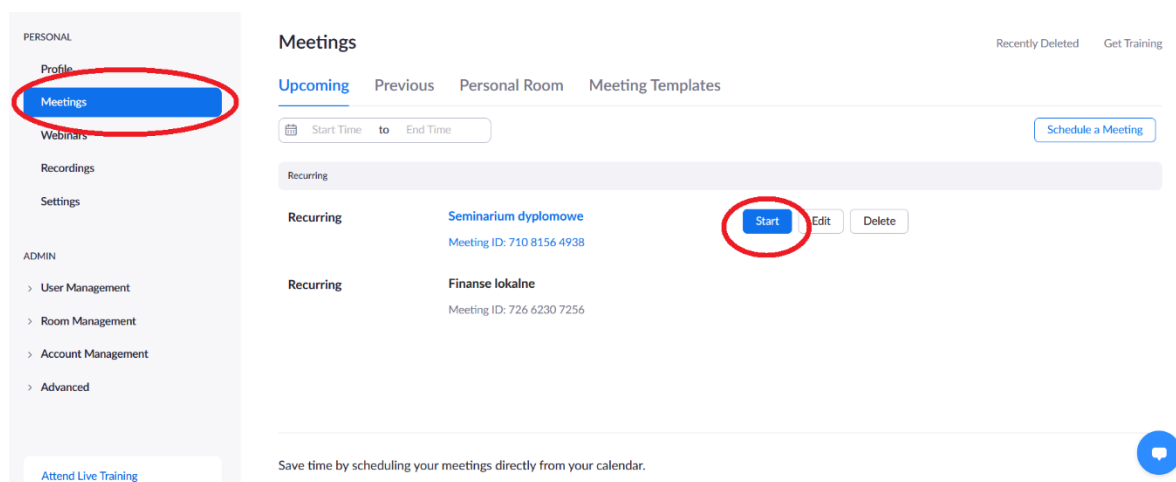 PERSONAL
Profile
Meetings
Webinars
Recordings
Settings
ADMIN
User Management
Room Management
Account Management
Advanced
Attend Live Training
Meetings
Recently Deleted Get Training
Upcoming Previous Personal Room Meeting Templates
Start Time to End Time
Schedule a Meeting
Recurring
Recurring Seminarium dyplomowe Start Edit Delete
Meeting ID: 710 8156 4938
Recurring Finanse lokalne
Meeting ID: 726 6230 7256
Save time by scheduling your meetings directly from your calendar.